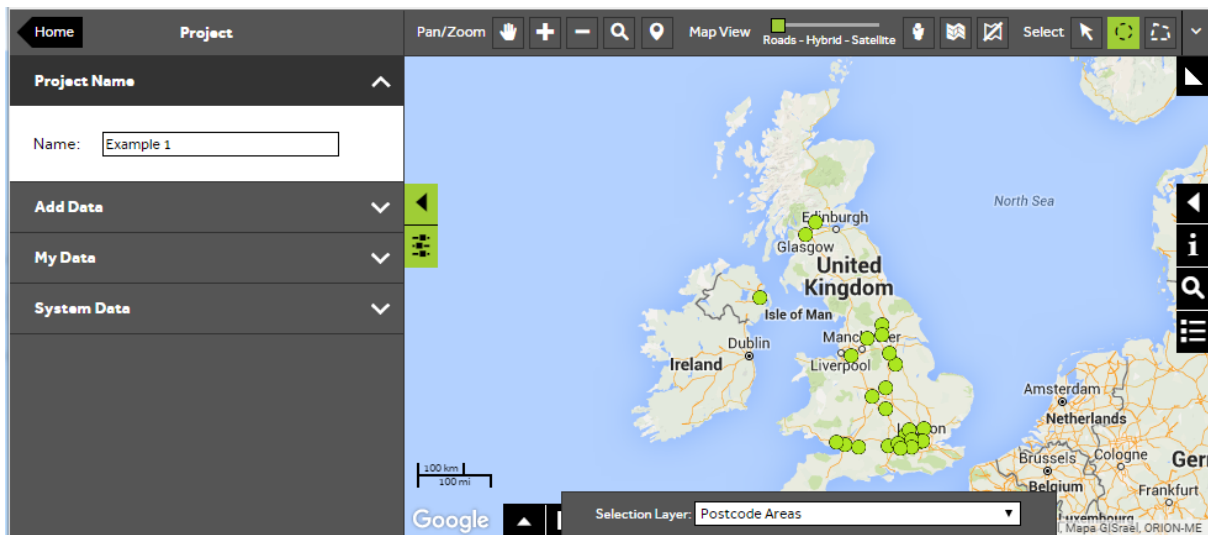 Home
Project
Pan/Zoom
Map View
Roads - Hybrid - Satellite
Select
Project Name
Name: Example 1
Add Data
My Data
System Data
North Sea
Edinburgh
Glasgow
United
Kingdom
Isle of Man
Dublin
Ireland
Liverpool
Amsterdam
Netherlands
Brussels
Cologne
Belgium
Frankfurt
100 km
100 mi
Google
Selection Layer: Postcode Areas
Mapa GISrael, ORION-ME